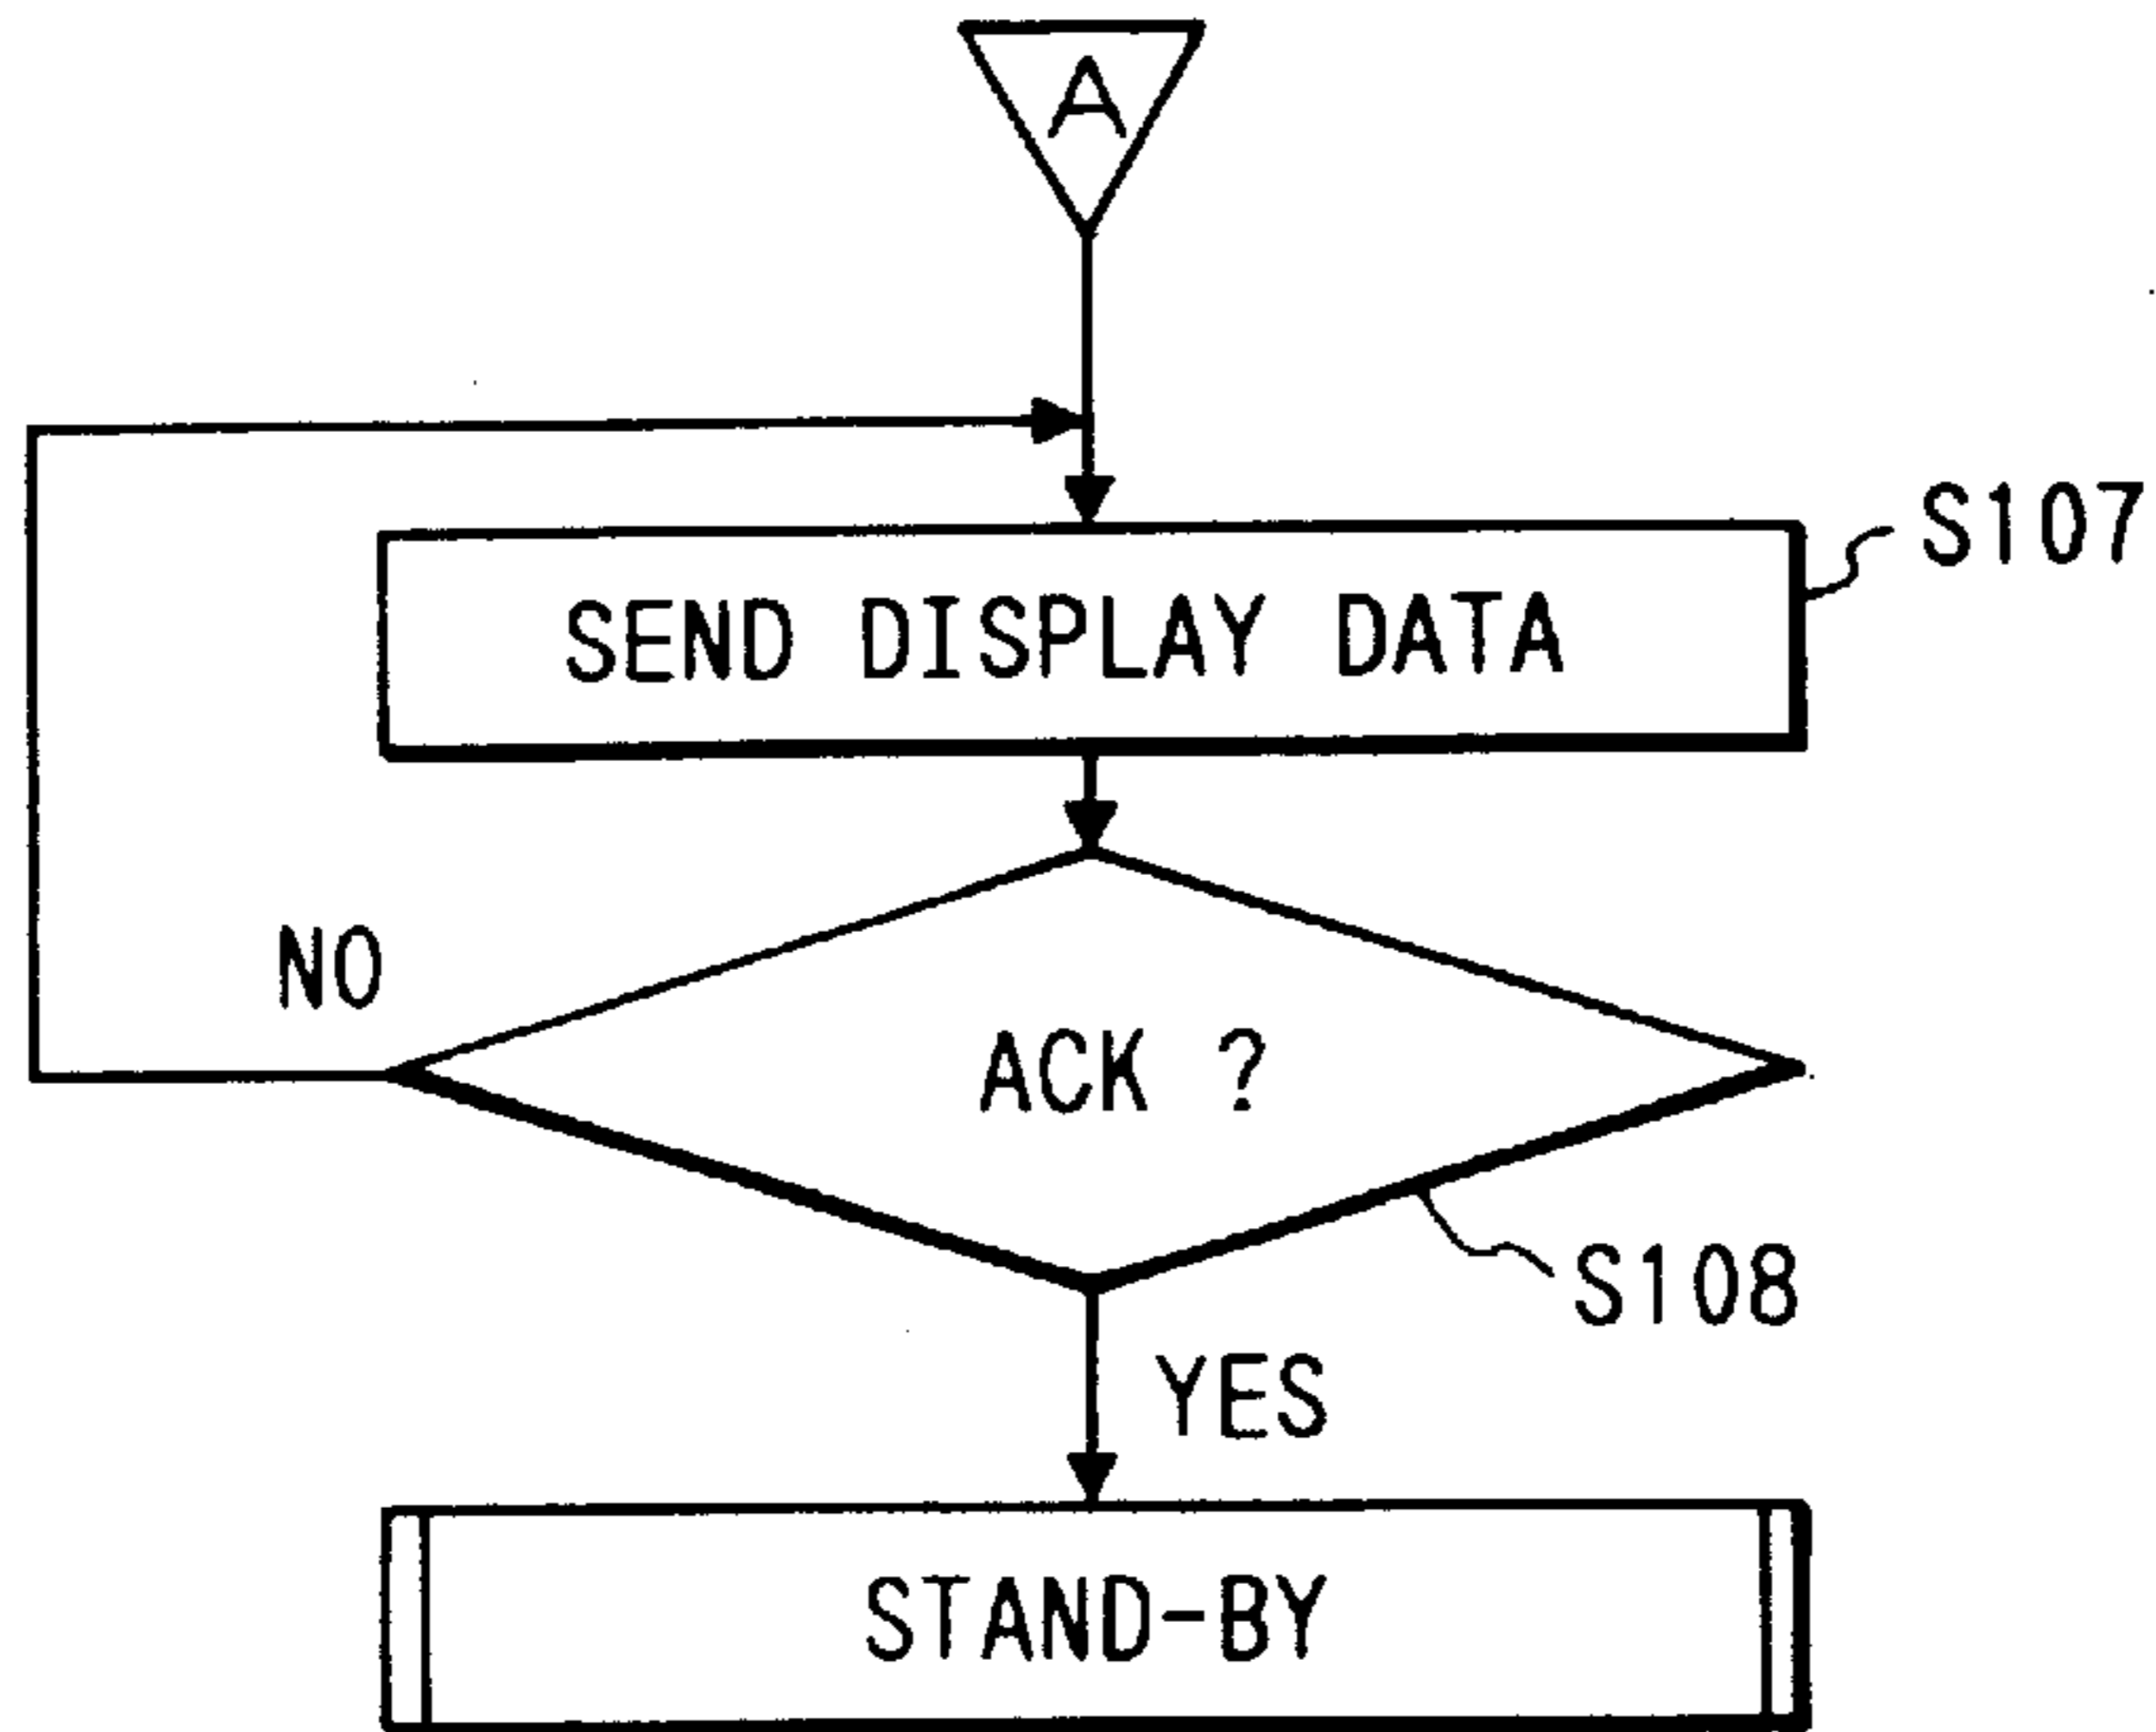 A
S107
SEND DISPLAY DATA
NO
ACK ?
S108
YES
STAND-BY